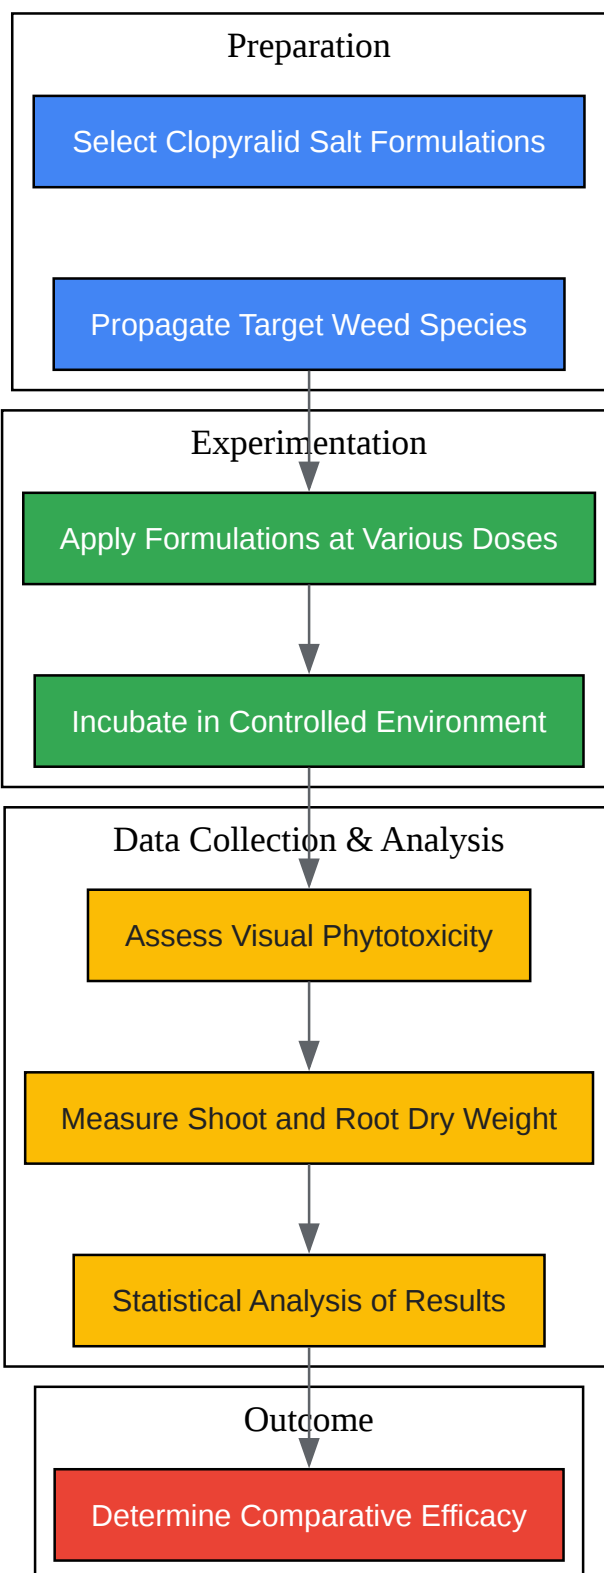 Preparation
Select Clopyralid Salt Formulations
Propagate Target Weed Species
Experimentation
Apply Formulations at Various Doses
Incubate in Controlled Environment
Data Collection & Analysis
Assess Visual Phytotoxicity
Measure Shoot and Root Dry Weight
Statistical Analysis of Results
Outcome
Determine Comparative Efficacy